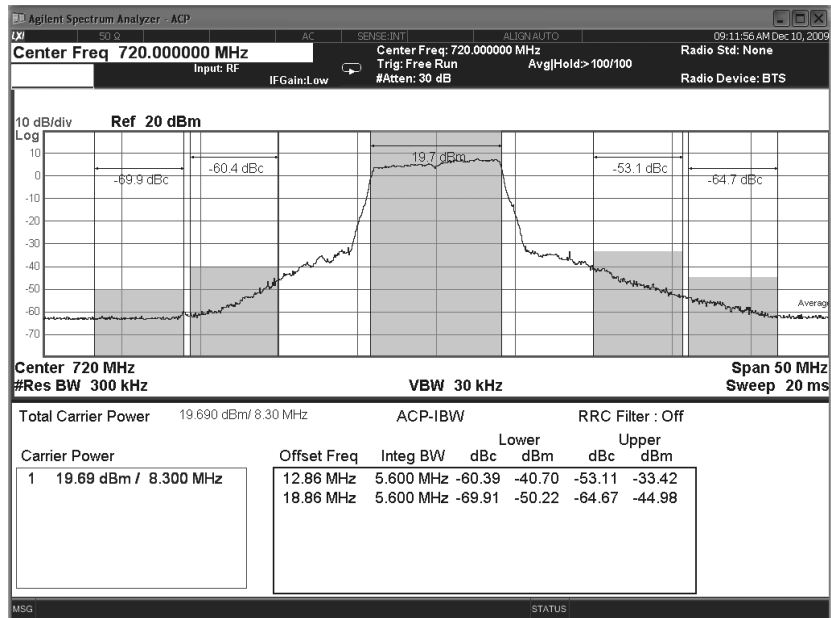 Agilent Spectrum Analyzer - ACP
LXI 50 Ω AC SENSE:INT ALIGN AUTO 09:11:56 AM Dec 10, 2009
Center Freq 720.000000 MHz
Input: RF
IFGain:Low
Center Freq: 720.000000 MHz
Trig: Free Run Avg|Hold:>100/100
#Atten: 30 dB
Radio Std: None
Radio Device: BTS
10 dB/div Ref 20 dBm
Log
10
0
-10
-20
-30
-40
-50
-60
-70
-69.9 dBc
-60.4 dBc
19.7 dBm
-53.1 dBc
-64.7 dBc
Average
Center 720 MHz Span 50 MHz
#Res BW 300 kHz VBW 30 kHz Sweep 20 ms
Total Carrier Power 19.690 dBm/ 8.30 MHz ACP-IBW RRC Filter : Off
Carrier Power
1 19.69 dBm / 8.300 MHz
Lower Upper
Offset Freq Integ BW dBc dBm dBc dBm
12.86 MHz 5.600 MHz -60.39 -40.70 -53.11 -33.42
18.86 MHz 5.600 MHz -69.91 -50.22 -64.67 -44.98
MSG STATUS